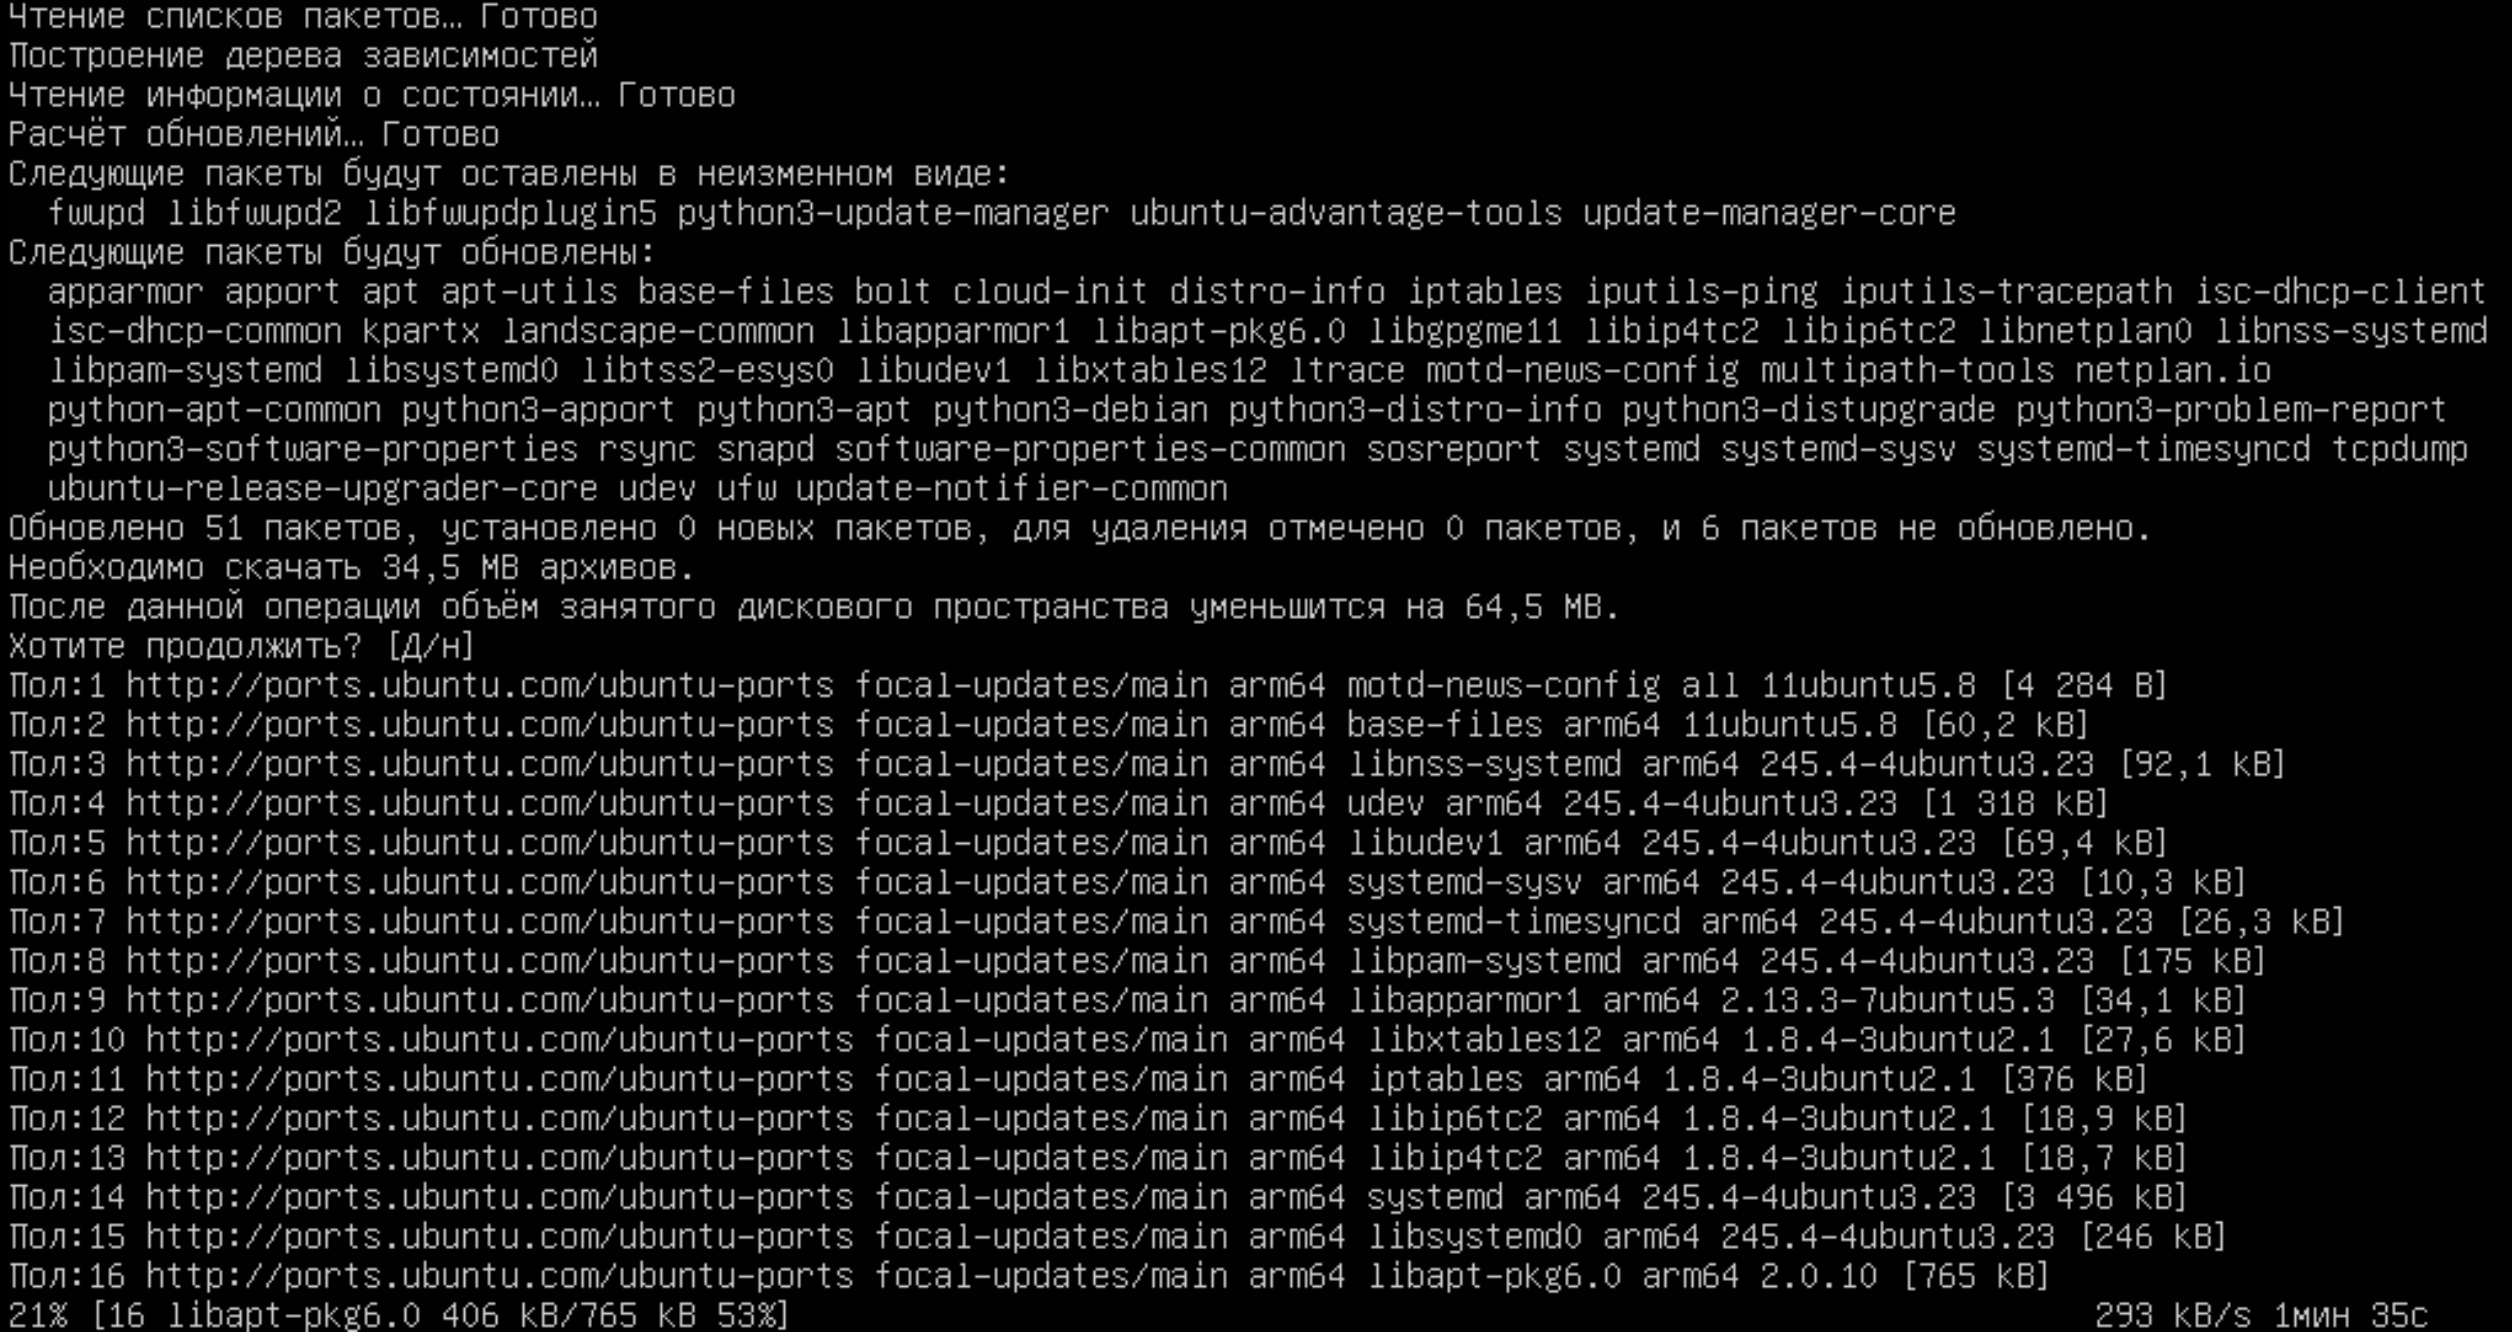 Чтение списков пакетов… Готово
Построение дерева зависимостей
Чтение информации о состоянии… Готово
Расчёт обновлений… Готово
Следующие пакеты будут оставлены в неизменном виде:
fwupd libfwupd2 libfwupdplugin5 python3-update-manager ubuntu-advantage-tools update-manager-core
Следующие пакеты будут обновлены:
apparmor apport apt apt-utils base-files bolt cloud-init distro-info iptables iputils-ping iputils-tracepath isc-dhcp-client
isc-dhcp-common kpartx landscape-common libapparmor1 libapt-pkg6.0 libgpgme11 libip4tc2 libip6tc2 libnetplan0 libnss-systemd
libpam-systemd libsystemd0 libtss2-esys0 libudev1 libxtables12 ltrace motd-news-config multipath-tools netplan.io
python-apt-common python3-apport python3-apt python3-debian python3-distro-info python3-distupgrade python3-problem-report
python3-software-properties rsync snapd software-properties-common sosreport systemd systemd-sysv systemd-timesyncd tcpdump
ubuntu-release-upgrader-core udev ufw update-notifier-common
Обновлено 51 пакетов, установлено 0 новых пакетов, для удаления отмечено 0 пакетов, и 6 пакетов не обновлено.
Необходимо скачать 34,5 MB архивов.
После данной операции объём занятого дискового пространства уменьшится на 64,5 MB.
Хотите продолжить? [Д/н]
Пол:1 http://ports.ubuntu.com/ubuntu-ports focal-updates/main arm64 motd-news-config all 11ubuntu5.8 [4 284 B]
Пол:2 http://ports.ubuntu.com/ubuntu-ports focal-updates/main arm64 base-files arm64 11ubuntu5.8 [60,2 kB]
Пол:3 http://ports.ubuntu.com/ubuntu-ports focal-updates/main arm64 libnss-systemd arm64 245.4-4ubuntu3.23 [92,1 kB]
Пол:4 http://ports.ubuntu.com/ubuntu-ports focal-updates/main arm64 udev arm64 245.4-4ubuntu3.23 [1 318 kB]
Пол:5 http://ports.ubuntu.com/ubuntu-ports focal-updates/main arm64 libudev1 arm64 245.4-4ubuntu3.23 [69,4 kB]
Пол:6 http://ports.ubuntu.com/ubuntu-ports focal-updates/main arm64 systemd-sysv arm64 245.4-4ubuntu3.23 [10,3 kB]
Пол:7 http://ports.ubuntu.com/ubuntu-ports focal-updates/main arm64 systemd-timesyncd arm64 245.4-4ubuntu3.23 [26,3 kB]
Пол:8 http://ports.ubuntu.com/ubuntu-ports focal-updates/main arm64 libpam-systemd arm64 245.4-4ubuntu3.23 [175 kB]
Пол:9 http://ports.ubuntu.com/ubuntu-ports focal-updates/main arm64 libapparmor1 arm64 2.13.3-7ubuntu5.3 [34,1 kB]
Пол:10 http://ports.ubuntu.com/ubuntu-ports focal-updates/main arm64 libxtables12 arm64 1.8.4-3ubuntu2.1 [27,6 kB]
Пол:11 http://ports.ubuntu.com/ubuntu-ports focal-updates/main arm64 iptables arm64 1.8.4-3ubuntu2.1 [376 kB]
Пол:12 http://ports.ubuntu.com/ubuntu-ports focal-updates/main arm64 libip6tc2 arm64 1.8.4-3ubuntu2.1 [18,9 kB]
Пол:13 http://ports.ubuntu.com/ubuntu-ports focal-updates/main arm64 libip4tc2 arm64 1.8.4-3ubuntu2.1 [18,7 kB]
Пол:14 http://ports.ubuntu.com/ubuntu-ports focal-updates/main arm64 systemd arm64 245.4-4ubuntu3.23 [3 496 kB]
Пол:15 http://ports.ubuntu.com/ubuntu-ports focal-updates/main arm64 libsystemd0 arm64 245.4-4ubuntu3.23 [246 kB]
Пол:16 http://ports.ubuntu.com/ubuntu-ports focal-updates/main arm64 libapt-pkg6.0 arm64 2.0.10 [765 kB]
21% [16 libapt-pkg6.0 406 kB/765 kB 53%] 293 kB/s 1мин 35с